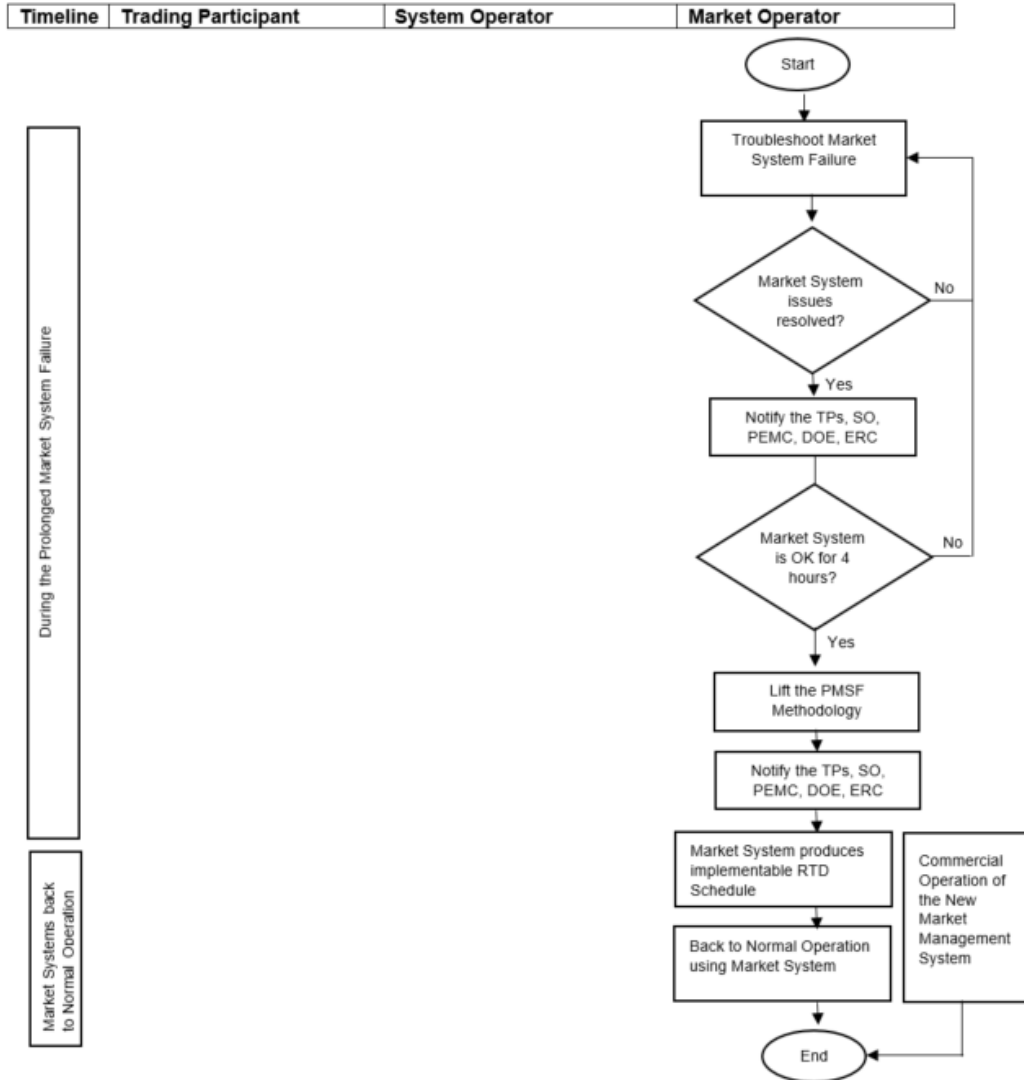 Timeline Trading Participant System Operator Market Operator
Start
Troubleshoot Market
System Failure
Market System
issues
resolved?
No
Yes
Notify the TPs, SO,
PEMC, DOE, ERC
Market System
is OK for 4
hours?
No
Yes
Lift the PMSF
Methodology
Notify the TPs, SO,
PEMC, DOE, ERC
During the Prolonged Market System Failure
Market System produces
implementable RTD
Schedule
Commercial
Operation of
the New
Market
Management
System
Back to Normal Operation
using Market System
Market Systems back
to Normal Operation
End